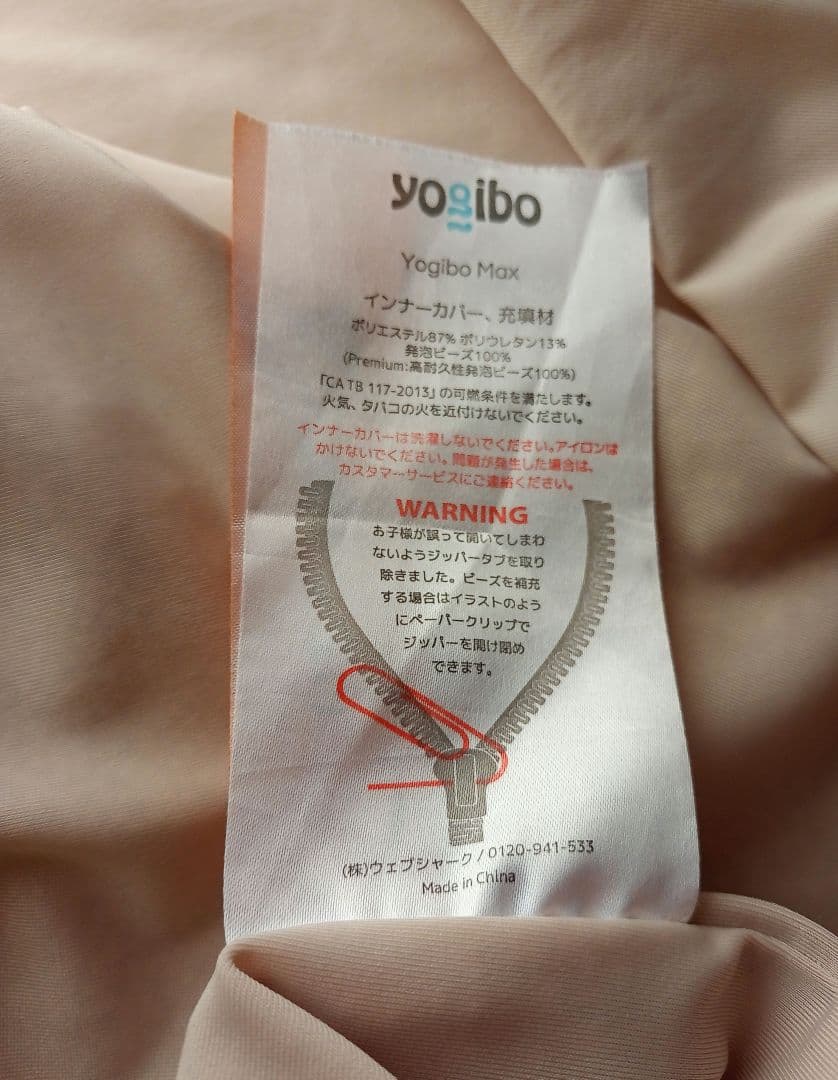 yogibo
Yogibo Max
インナーカバー、充填材
ポリエステル87% ポリウレタン13%
発泡ビーズ100%
(Premium:高耐久性発泡ビーズ100%)
「CA TB 117-2013」の可燃条件を満たします。
火気、タバコの火を近付けないでください。
インナーカバーは洗濯しないでください。アイロンは
かけないでください。問題が発生した場合は、
カスタマーサービスにご連絡ください。
WARNING
お子様が誤って開いてしまわ
ないようジッパータブを取り
除きました。ビーズを補充
する場合はイラストのよう
にペーパークリップで
ジッパーを開け閉め
できます。
(株)ウェブシャーク / 0120-941-533
Made in China